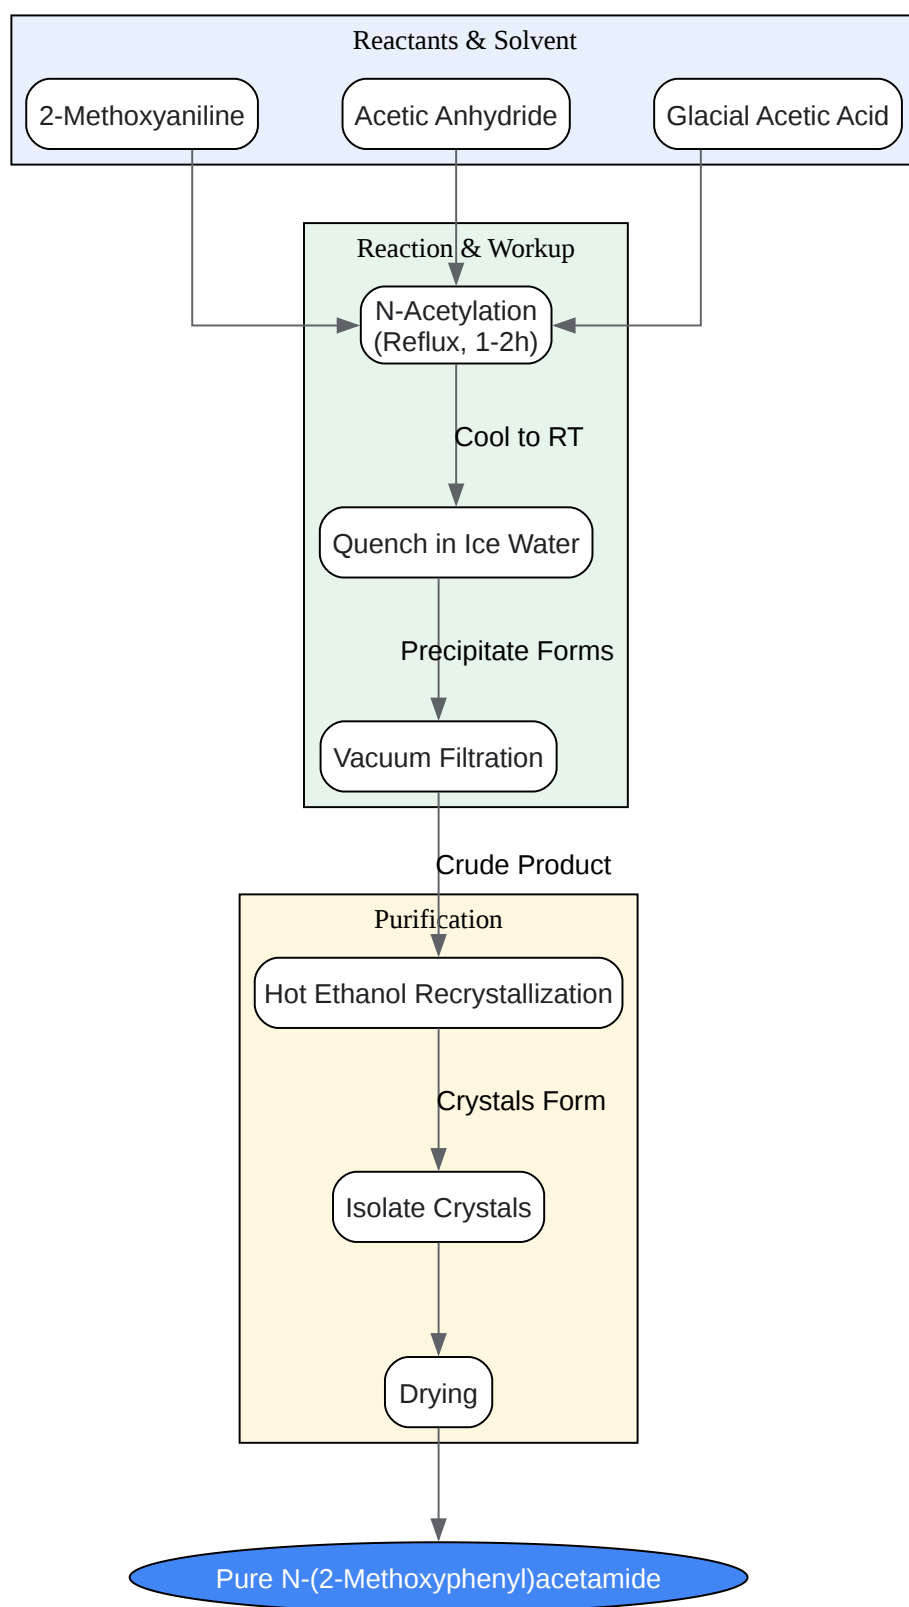 Reactants & Solvent
2-Methoxyaniline
Acetic Anhydride
Glacial Acetic Acid
Reaction & Workup
N-Acetylation
(Reflux, 1-2h)
Cool to RT
Quench in Ice Water
Precipitate Forms
Vacuum Filtration
Crude Product
Purification
Hot Ethanol Recrystallization
Crystals Form
Isolate Crystals
Drying
Pure N-(2-Methoxyphenyl)acetamide